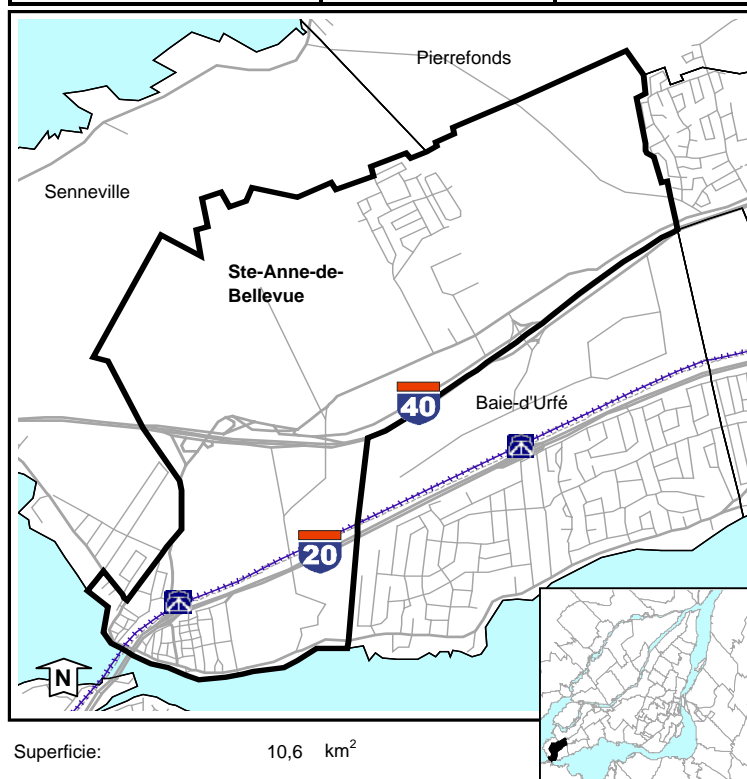 Pierrefonds
Senneville
Ste-Anne-de-
Bellevue
40
Baie-d'Urfé
20
N
Superficie: 10,6 km²